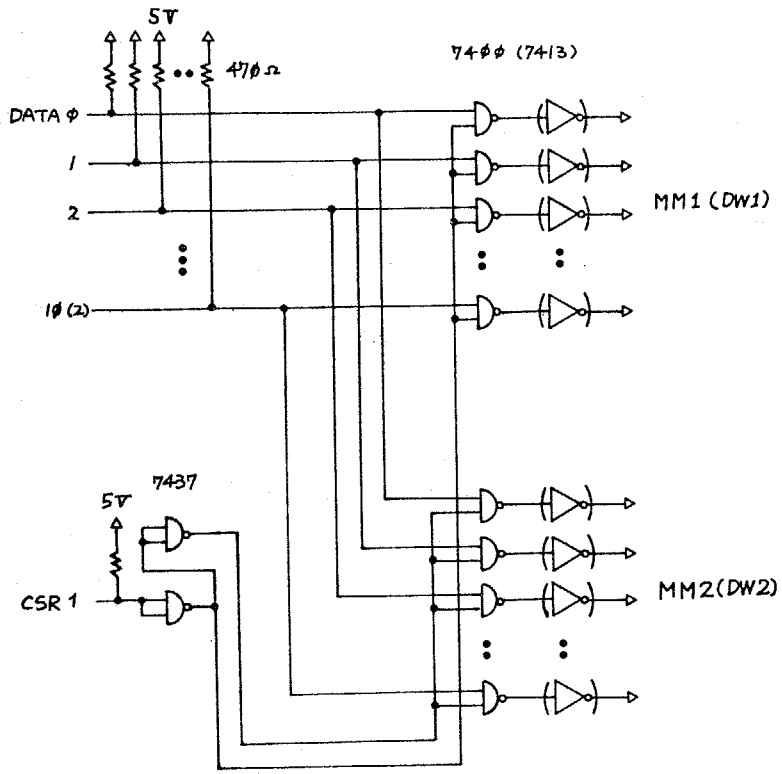 5V
470Ω
7400 (7413)
DATA 0
1
2
MM1 (DW1)
10 (2)
7437
5V
CSR 1
MM2 (DW2)